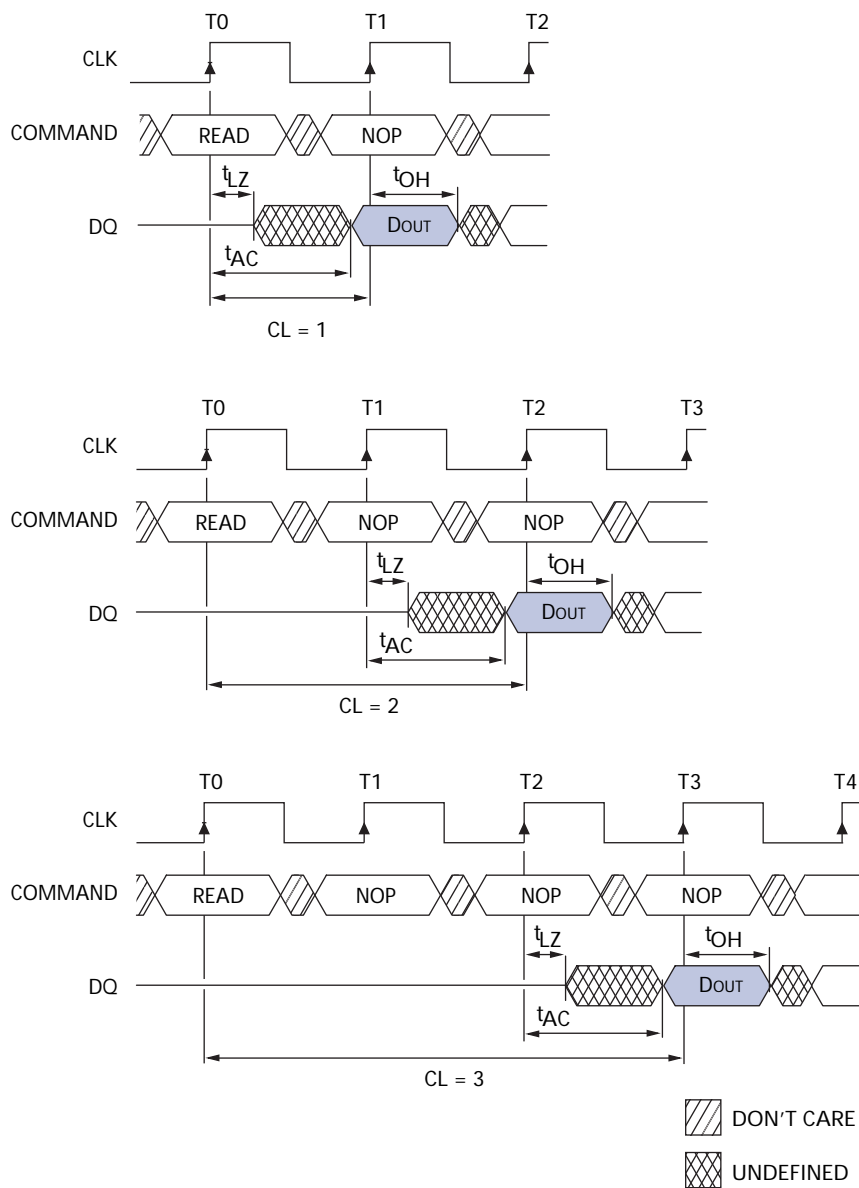 T0 T1 T2
CLK
COMMAND READ NOP
tLZ tOH
DQ DOUT
tAC
CL = 1
T0 T1 T2 T3
CLK
COMMAND READ NOP NOP
tLZ tOH
DQ DOUT
tAC
CL = 2
T0 T1 T2 T3 T4
CLK
COMMAND READ NOP NOP NOP
tLZ tOH
DQ DOUT
tAC
CL = 3
DON'T CARE
UNDEFINED